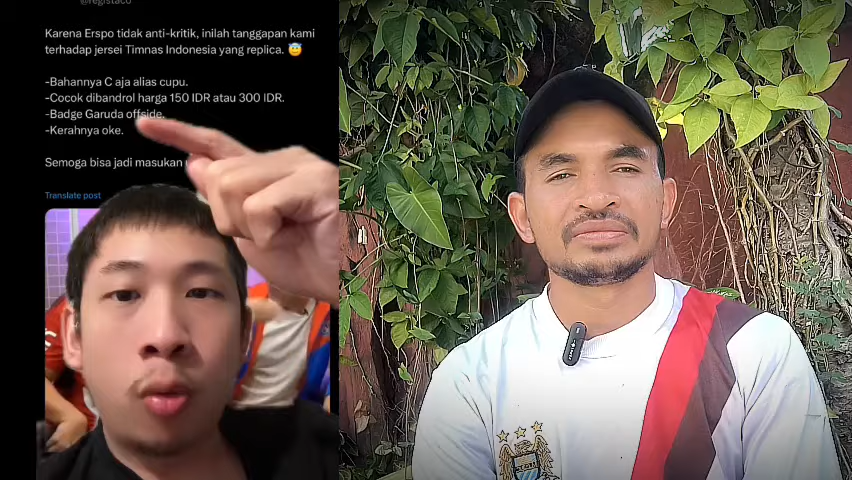 @registaco
Karena Erspo tidak anti-kritik, inilah tanggapan kami
terhadap jersei Timnas Indonesia yang replica. 😇
-Bahannya C aja alias cupu.
-Cocok dibandrol harga 150 IDR atau 300 IDR.
-Badge Garuda offside.
-Kerahnya oke.
Semoga bisa jadi masukan
Translate post